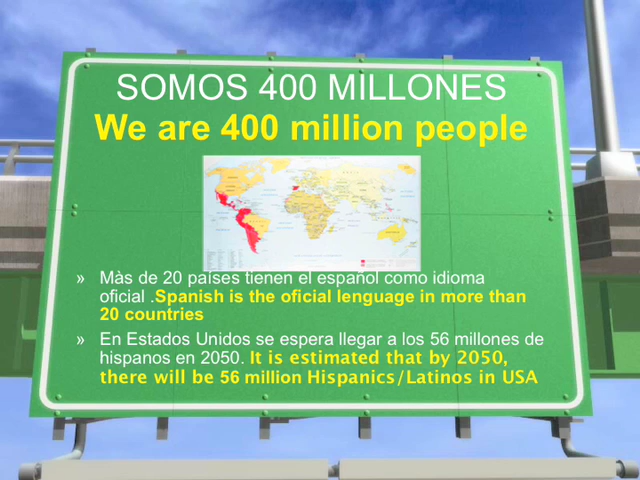 SOMOS 400 MILLONES
We are 400 million people
» Màs de 20 países tienen el español como idioma
oficial .Spanish is the oficial lenguage in more than
20 countries
» En Estados Unidos se espera llegar a los 56 millones de
hispanos en 2050. It is estimated that by 2050,
there will be 56 million Hispanics/Latinos in USA